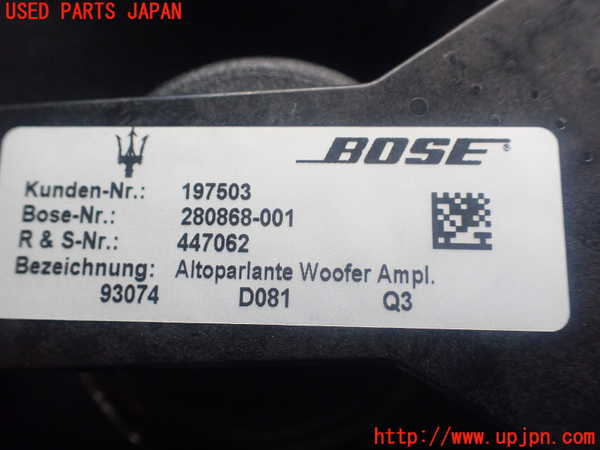 USED PARTS JAPAN
BOSE®
Kunden-Nr.: 197503
Bose-Nr.: 280868-001
R & S-Nr.: 447062
Bezeichnung: Altoparlante Woofer Ampl.
93074 D081 Q3
UPJ
http://www.upjpn.com/